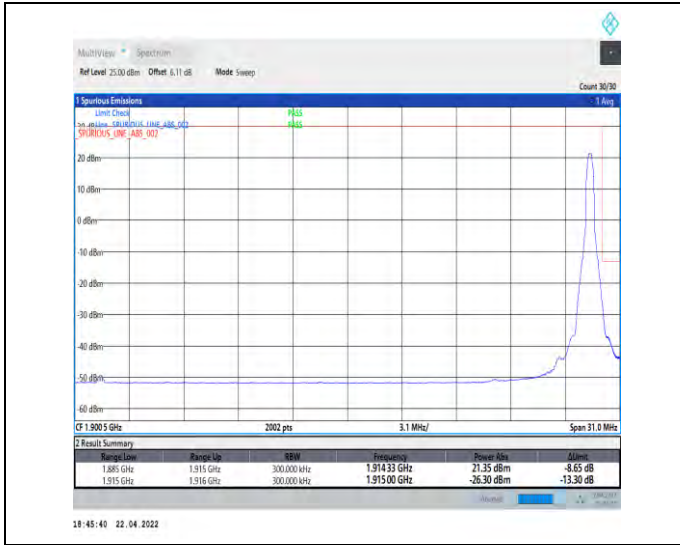 MultiView Spectrum
Ref Level 25.00 dBm Offset 6.11 dB Mode Sweep
Count 30/30
1 Spurious Emissions 1 Avg
Limit Check PASS
Line SPURIOUS_LINE_ABS_002 PASS
SPURIOUS_LINE_ABS_002
20 dBm
10 dBm
0 dBm
-10 dBm
-20 dBm
-30 dBm
-40 dBm
-50 dBm
-60 dBm
CF 1.9005 GHz 2002 pts 3.1 MHz/ Span 31.0 MHz
2 Result Summary
Range Low Range Up RBW Frequency Power Abs ΔLimit
1.885 GHz 1.915 GHz 300.000 kHz 1.91433 GHz 21.35 dBm -8.65 dB
1.915 GHz 1.916 GHz 300.000 kHz 1.91500 GHz -26.30 dBm -13.30 dB
18:45:40 22.04.2022